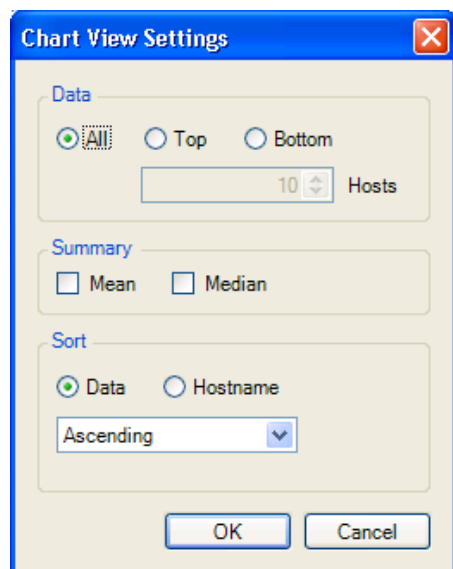 Chart View Settings
Data
All Top Bottom
10 Hosts
Summary
Mean Median
Sort
Data Hostname
Ascending
OK Cancel